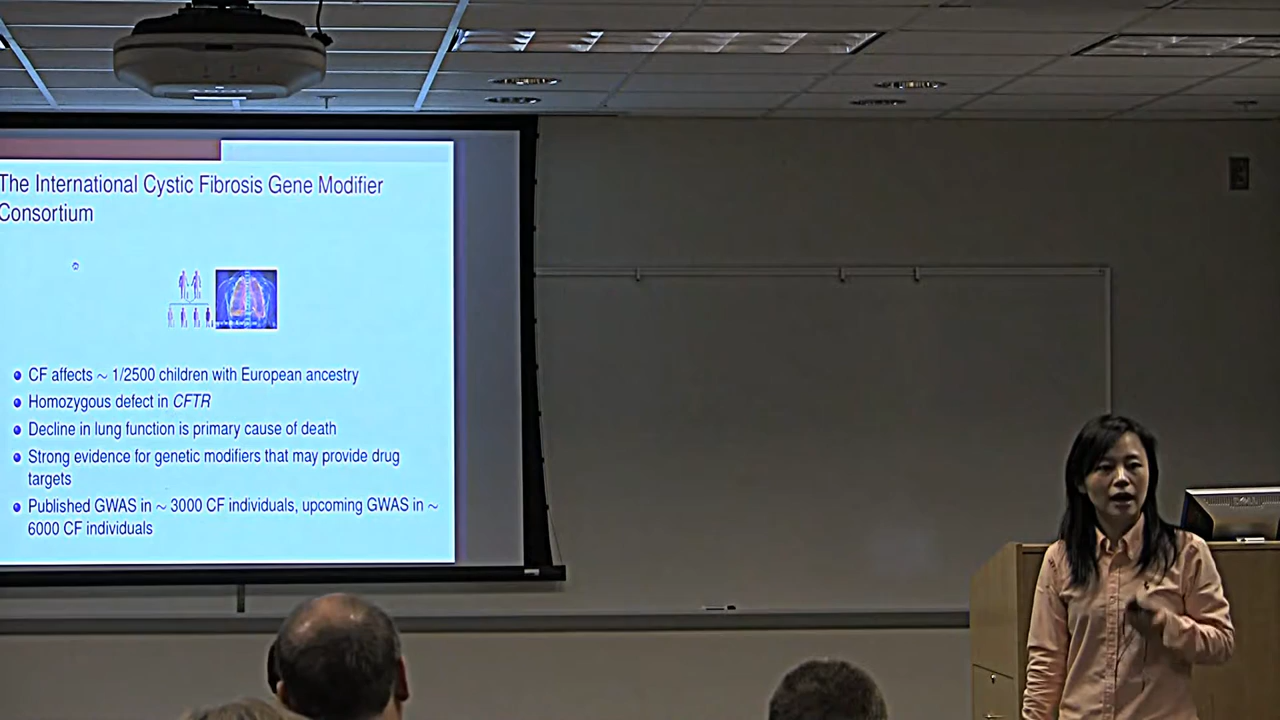 The International Cystic Fibrosis Gene Modifier
Consortium
CF affects ~ 1/2500 children with European ancestry
Homozygous defect in CFTR
Decline in lung function is primary cause of death
Strong evidence for genetic modifiers that may provide drug
targets
Published GWAS in ~ 3000 CF individuals, upcoming GWAS in ~
6000 CF individuals